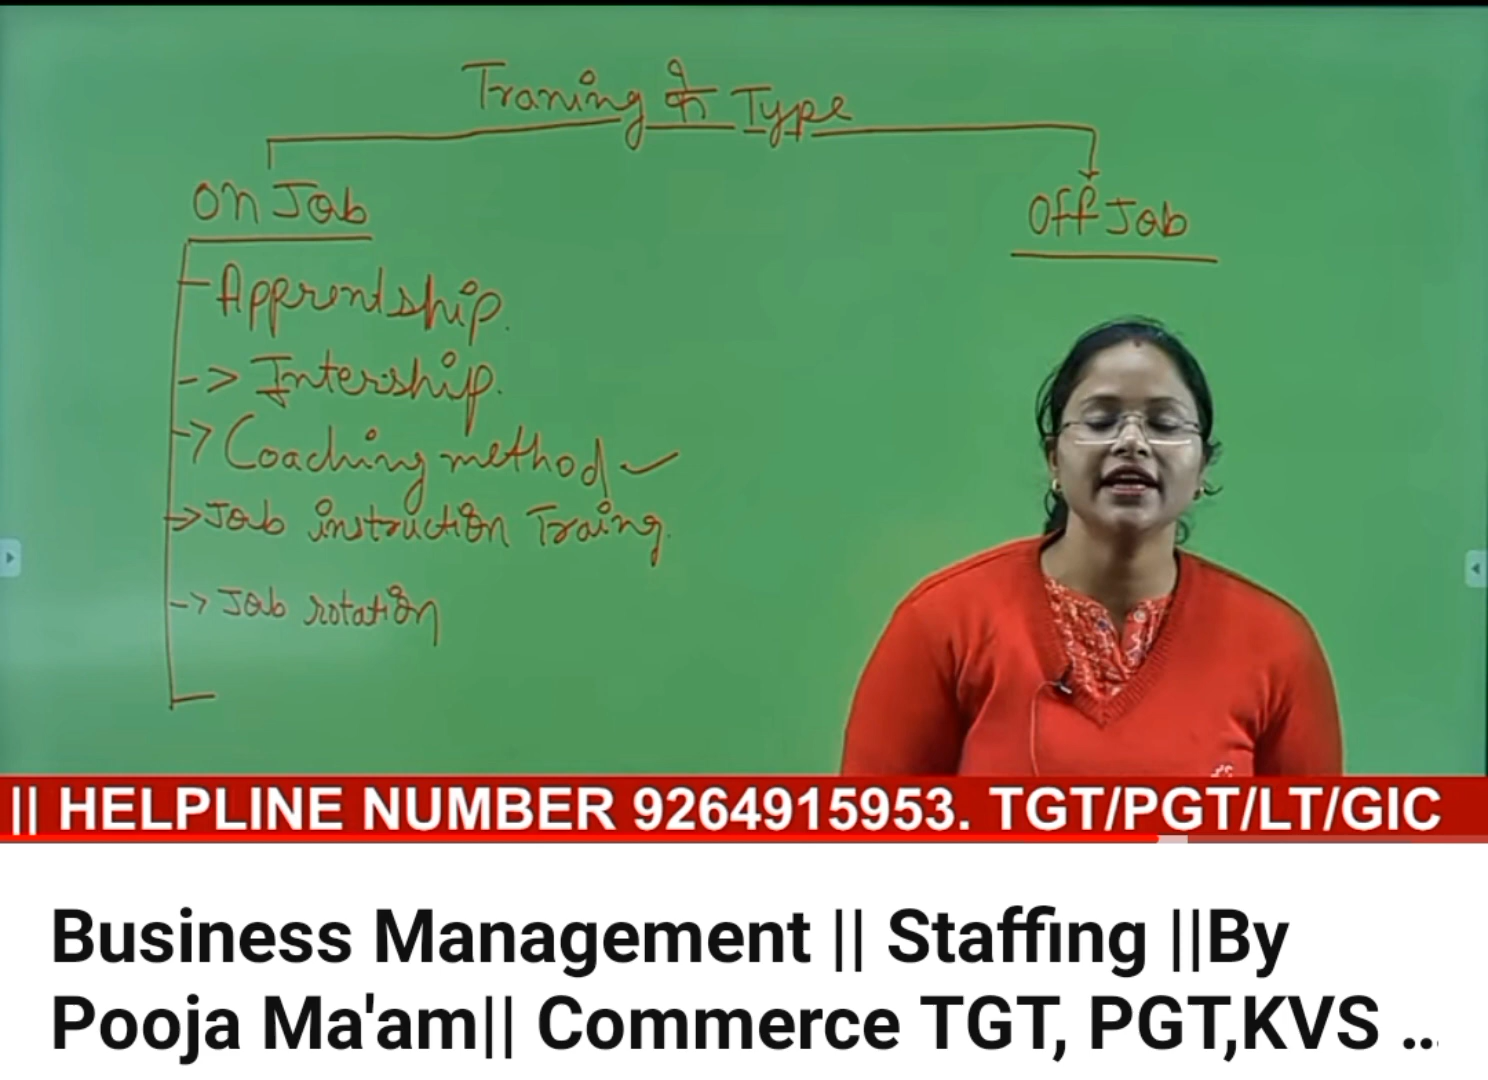 Traning के Type
on Job
Off Job
Apprentship.
-> Intership.
-> Coaching method ✓
-> Job instruction Traing.
-> Job rotation
|| HELPLINE NUMBER 9264915953. TGT/PGT/LT/GIC
Business Management || Staffing ||By
Pooja Ma'am|| Commerce TGT, PGT,KVS ...